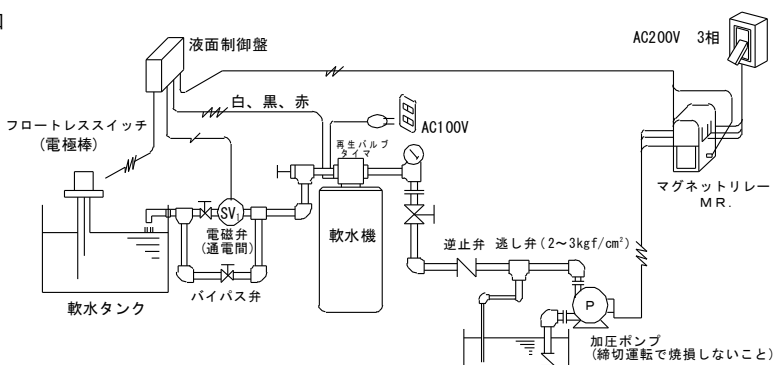 液面制御盤
AC200V 3相
白、黒、赤
フロートレススイッチ
(電極棒)
AC100V
再生バルブ
タイマ
マグネットリレー
MR.
SV₁
電磁弁
(通電間)
軟水機
逆止弁 逃し弁(2~3kgf/cm²)
バイパス弁
軟水タンク
P
加圧ポンプ
(締切運転で焼損しないこと)